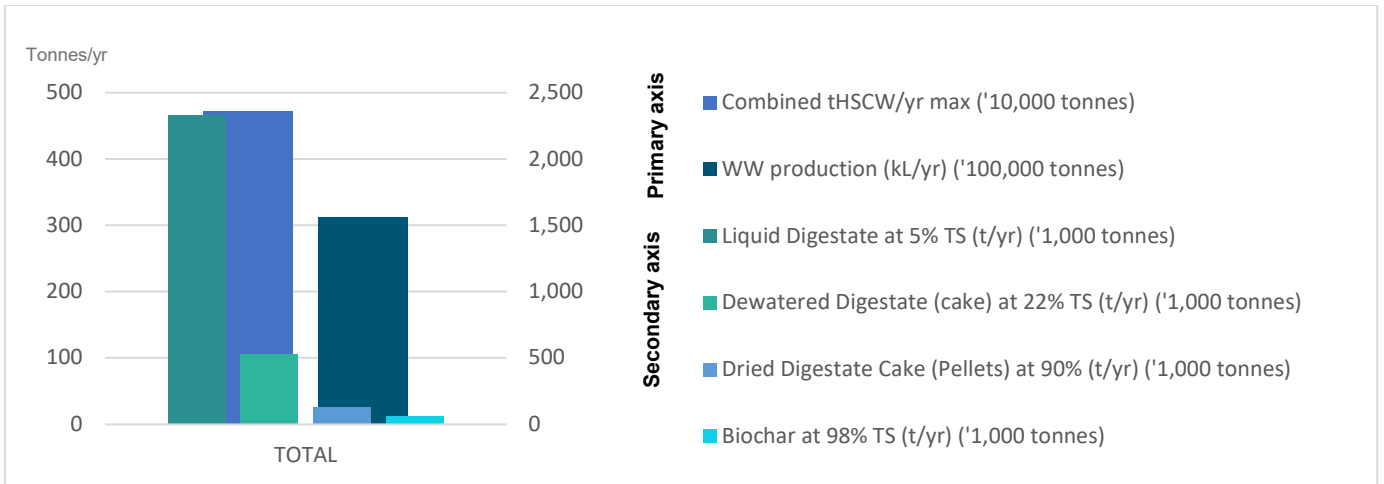 Tonnes/yr
500
400
300
200
100
0
2,500
2,000
1,500
1,000
500
0
TOTAL
Primary axis
Secondary axis
Combined tHSCW/yr max ('10,000 tonnes)
WW production (kL/yr) ('100,000 tonnes)
Liquid Digestate at 5% TS (t/yr) ('1,000 tonnes)
Dewatered Digestate (cake) at 22% TS (t/yr) ('1,000 tonnes)
Dried Digestate Cake (Pellets) at 90% (t/yr) ('1,000 tonnes)
Biochar at 98% TS (t/yr) ('1,000 tonnes)